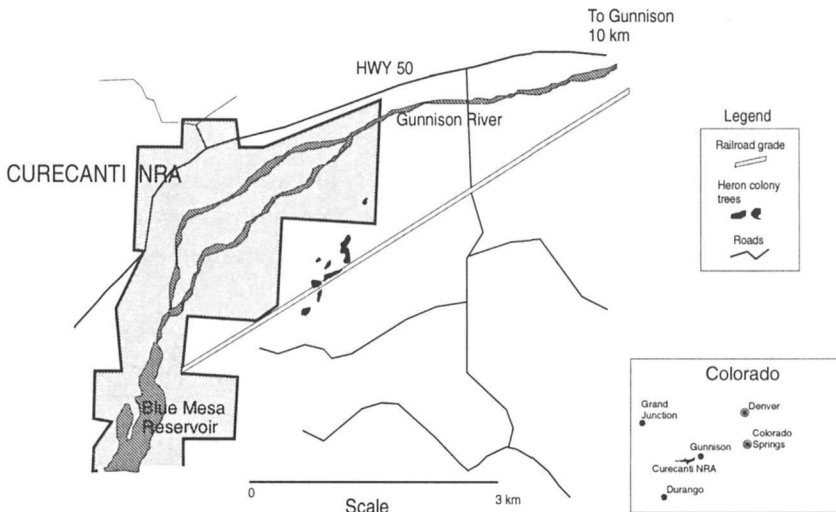 To Gunnison
10 km
HWY 50
Gunnison River
CURECANTI NRA
Blue Mesa
Reservoir
0
3 km
Scale
Legend
Railroad grade
Heron colony
trees
Roads
Colorado
Grand
Junction
Denver
Colorado
Springs
Gunnison
Curecanti NRA
Durango